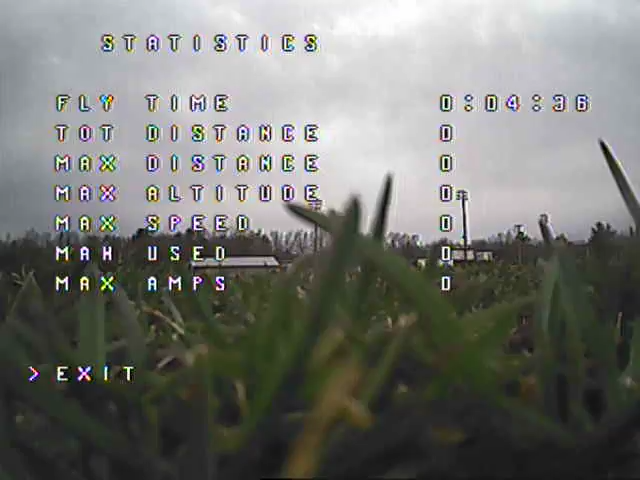 STATISTICS
FLY TIME 0:04:36
TOT DISTANCE 0
MAX DISTANCE 0
MAX ALTITUDE 0
MAX SPEED 0
MAH USED 0
MAX AMPS 0
> EXIT